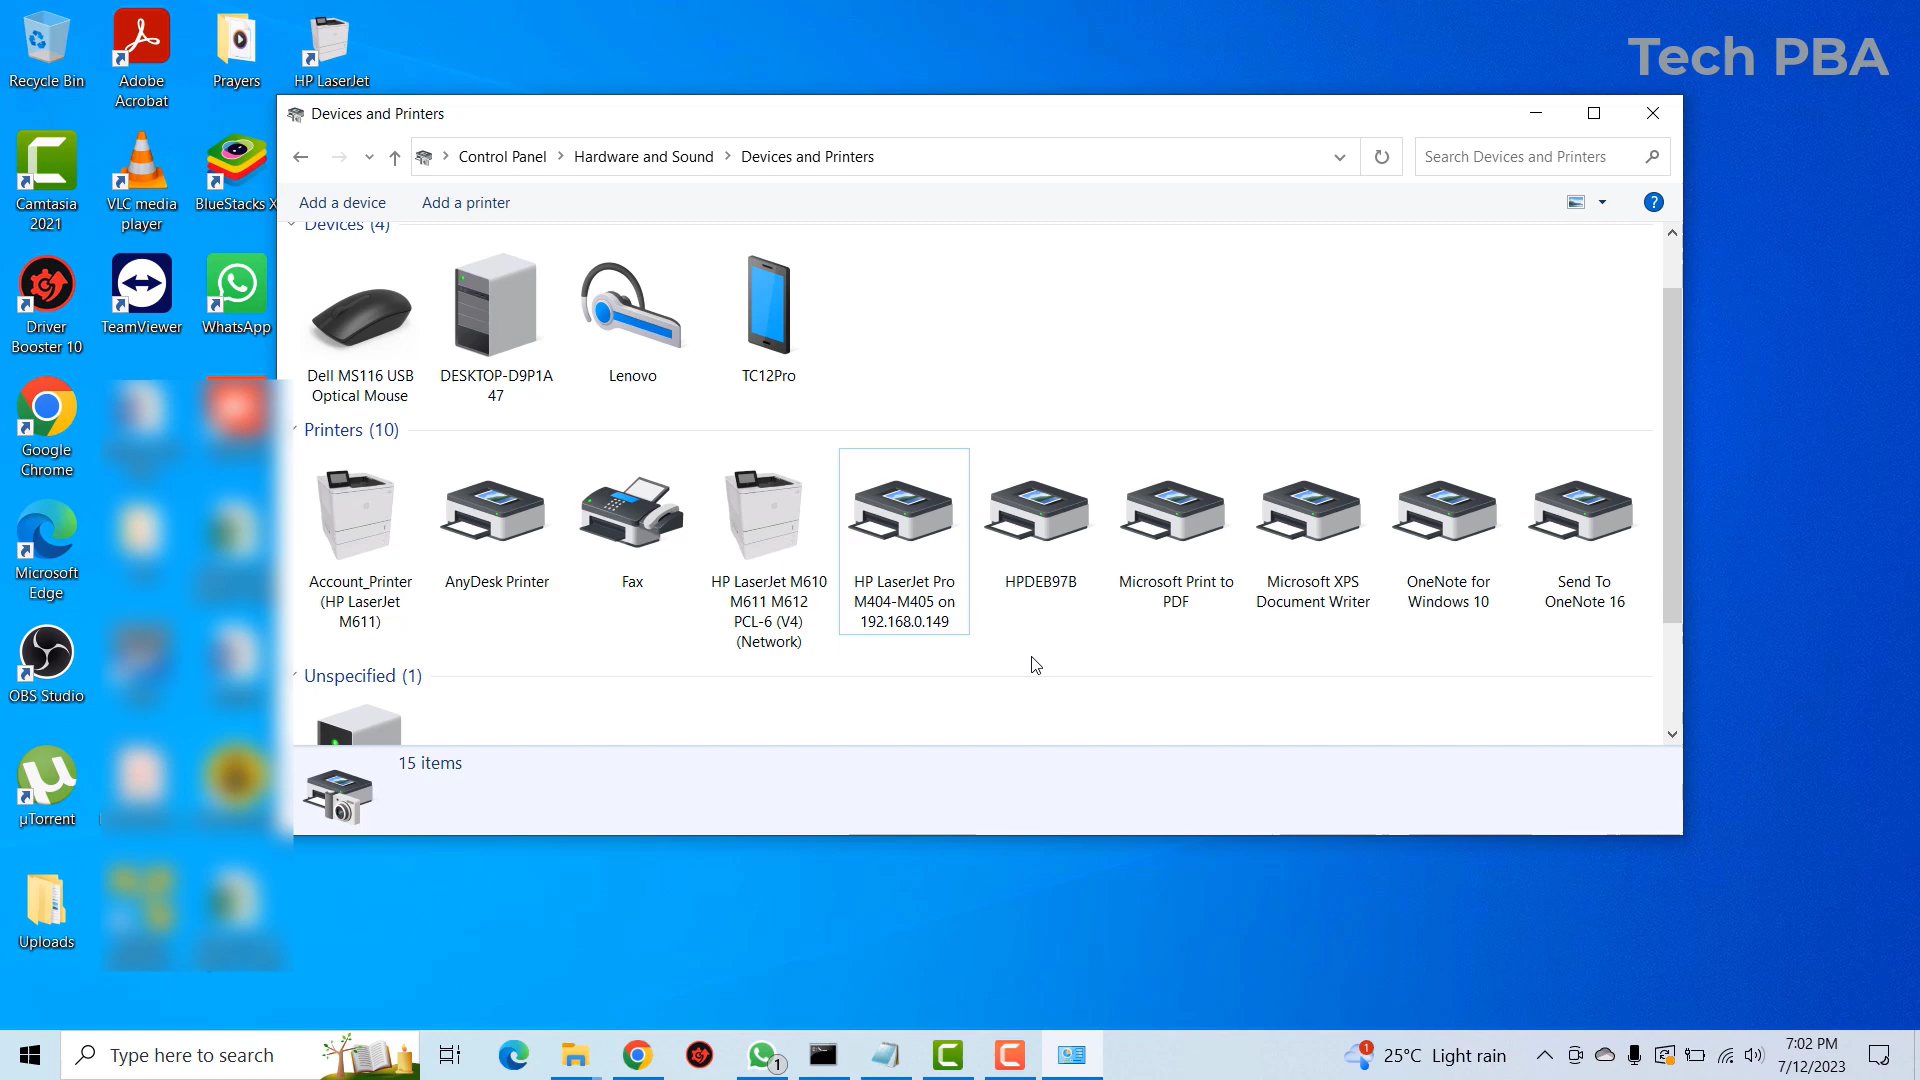 Tech PBA
Recycle Bin
Adobe
Acrobat
Prayers
HP LaserJet
Camtasia
2021
VLC media
player
BlueStacks X
Driver
Booster 10
TeamViewer
WhatsApp
Google
Chrome
Microsoft
Edge
OBS Studio
µTorrent
Uploads
Devices and Printers
Control Panel
Hardware and Sound
Devices and Printers
Search Devices and Printers
Add a device
Add a printer
?
Devices (4)
Dell MS116 USB
Optical Mouse
DESKTOP-D9P1A
47
Lenovo
TC12Pro
Printers (10)
Account_Printer
(HP LaserJet
M611)
AnyDesk Printer
Fax
HP LaserJet M610
M611 M612
PCL-6 (V4)
(Network)
HP LaserJet Pro
M404-M405 on
192.168.0.149
HPDEB97B
Microsoft Print to
PDF
Microsoft XPS
Document Writer
OneNote for
Windows 10
Send To
OneNote 16
Unspecified (1)
15 items
Type here to search
1
1
25°C Light rain
7:02 PM
7/12/2023